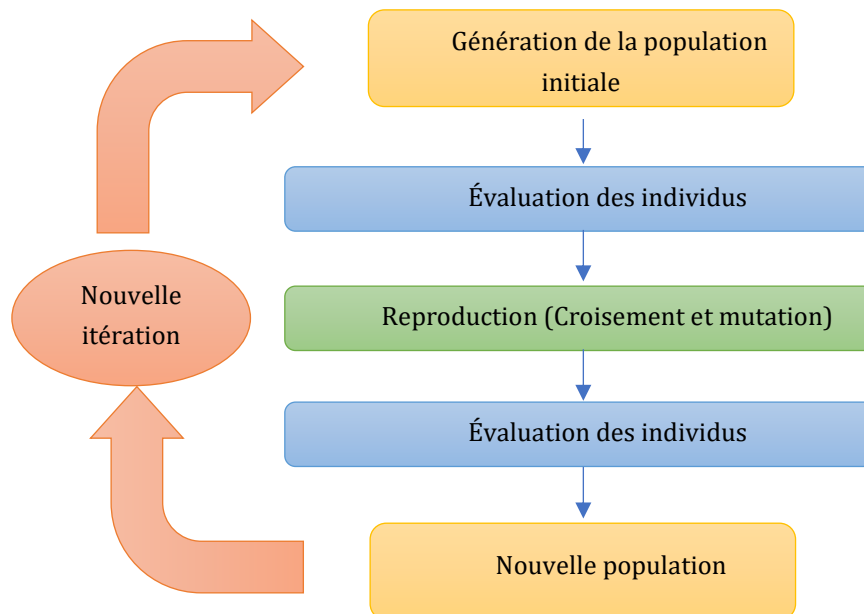 Génération de la population
initiale
Évaluation des individus
Nouvelle
itération
Reproduction (Croisement et mutation)
Évaluation des individus
Nouvelle population